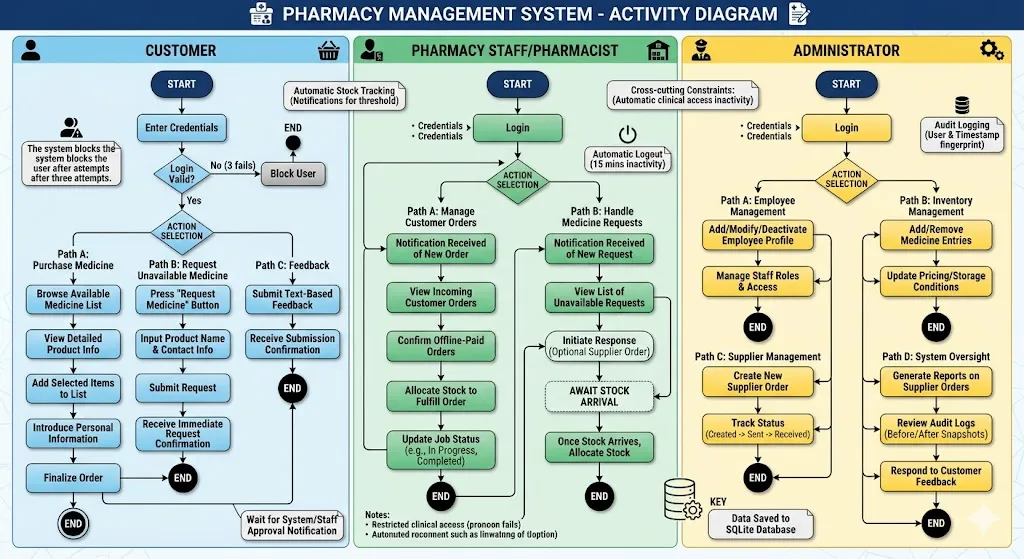 PHARMACY MANAGEMENT SYSTEM - ACTIVITY DIAGRAM
CUSTOMER
START
Automatic Stock Tracking
(Notifications for threshold)
Enter Credentials
END
The system blocks the
system blocks the
user after attempts
after three attempts.
Login
Valid?
No (3 fails)
Block User
Yes
ACTION
SELECTION
Path A:
Purchase Medicine
Browse Available
Medicine List
View Detailed
Product Info
Add Selected Items
to List
Introduce Personal
Information
Finalize Order
END
Path B: Request
Unavailable Medicine
Press "Request
Medicine" Button
Input Product Name
& Contact Info
Submit Request
Receive Immediate
Request
Confirmation
END
Path C: Feedback
Submit Text-Based
Feedback
Receive Submission
Confirmation
END
Wait for System/Staff
Approval Notification
PHARMACY STAFF/PHARMACIST
START
Cross-cutting Constraints:
(Automatic clinical access inactivity)
• Credentials
• Credentials
Login
Automatic Logout
(15 mins inactivity)
ACTION
SELECTION
Path A: Manage
Customer Orders
Notification Received
of New Order
View Incoming
Customer Orders
Confirm Offline-Paid
Orders
Allocate Stock to
Fulfill Order
Update Job Status
(e.g., In Progress,
Completed)
END
Path B: Handle
Medicine Requests
Notification Received
of New Request
View List of
Unavailable Requests
Initiate Response
(Optional Supplier Order)
AWAIT STOCK
ARRIVAL
Once Stock Arrives,
Allocate Stock
END
Notes:
• Restricted clinical access (pronoon fails)
• Automated rocomment such as linwatwng of tloption)
ADMINISTRATOR
START
• Credentials
• Credentials
Login
Audit Logging
(User & Timestamp
fingerprint)
ACTION
SELECTION
Path A: Employee
Management
Add/Modify/Deactivate
Employee Profile
Manage Staff Roles
& Access
END
Path B: Inventory
Management
Add/Remove
Medicine Entries
Update Pricing/Storage
Conditions
END
Path C: Supplier Management
Create New
Supplier Order
Track Status
(Created -> Sent -> Received)
END
Path D: System Oversight
Generate Reports on
Supplier Orders
Review Audit Logs
(Before/After Snapshots)
Respond to Customer
Feedback
END
KEY
Data Saved to
SQLite Database